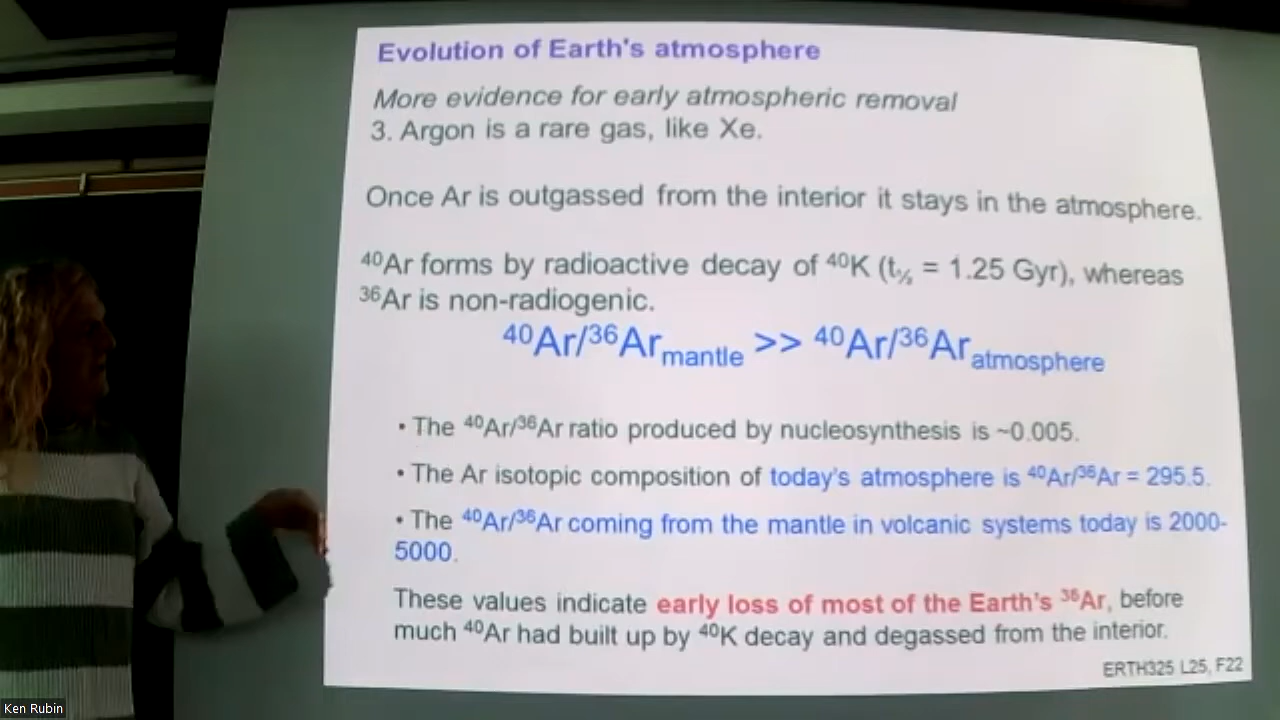 Evolution of Earth's atmosphere
More evidence for early atmospheric removal
3. Argon is a rare gas, like Xe.
Once Ar is outgassed from the interior it stays in the atmosphere.
⁴⁰Ar forms by radioactive decay of ⁴⁰K (t½ = 1.25 Gyr), whereas
³⁶Ar is non-radiogenic.
⁴⁰Ar/³⁶Ar mantle >> ⁴⁰Ar/³⁶Ar atmosphere
• The ⁴⁰Ar/³⁶Ar ratio produced by nucleosynthesis is ~0.005.
• The Ar isotopic composition of today's atmosphere is ⁴⁰Ar/³⁶Ar = 295.5.
• The ⁴⁰Ar/³⁶Ar coming from the mantle in volcanic systems today is 2000-
5000.
These values indicate early loss of most of the Earth's ³⁶Ar, before
much ⁴⁰Ar had built up by ⁴⁰K decay and degassed from the interior.
ERTH325 L25, F22
Ken Rubin